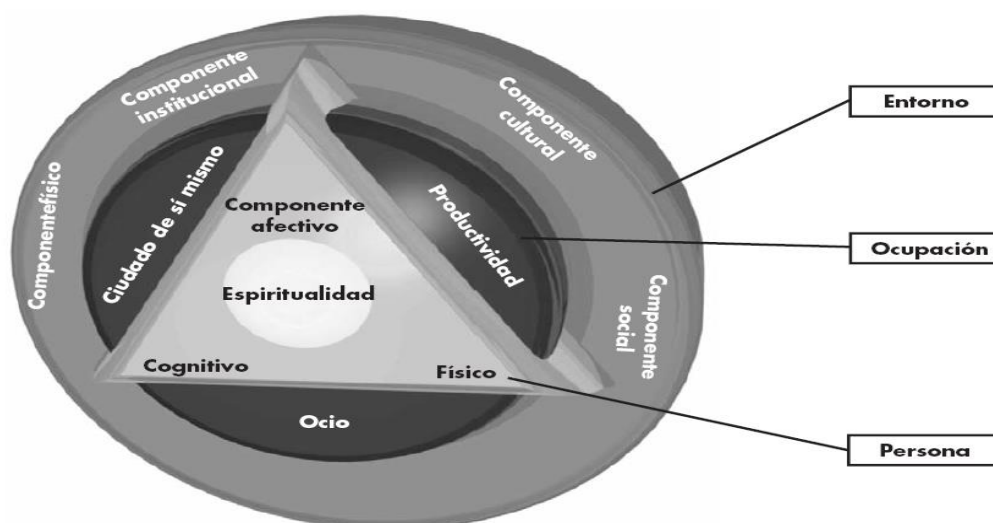 Componente
institucional
Componente
cultural
Entorno
Componentefísico
Ciudado de sí mismo
Componente
afectivo
Productividad
Ocupación
Espiritualidad
Componente
social
Cognitivo
Físico
Ocio
Persona